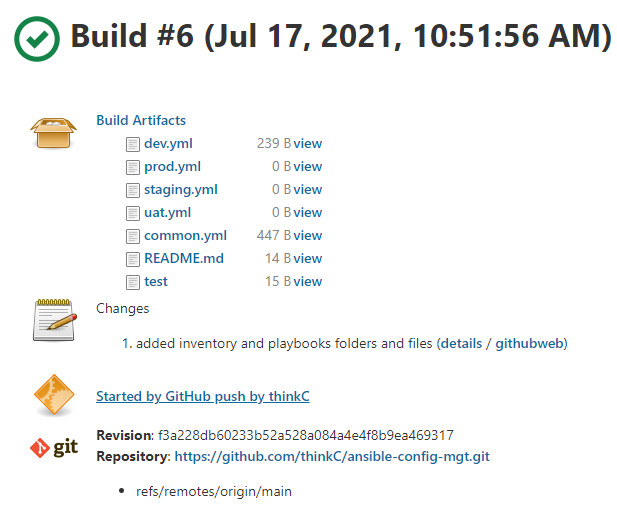 Build #6 (Jul 17, 2021, 10:51:56 AM)
Build Artifacts
dev.yml 239 B view
prod.yml 0 B view
staging.yml 0 B view
uat.yml 0 B view
common.yml 447 B view
README.md 14 B view
test 15 B view
Changes
1. added inventory and playbooks folders and files (details / githubweb)
Started by GitHub push by thinkC
git
Revision: f3a228db60233b52a528a084a4e4f8b9ea469317
Repository: https://github.com/thinkC/ansible-config-mgt.git
• refs/remotes/origin/main